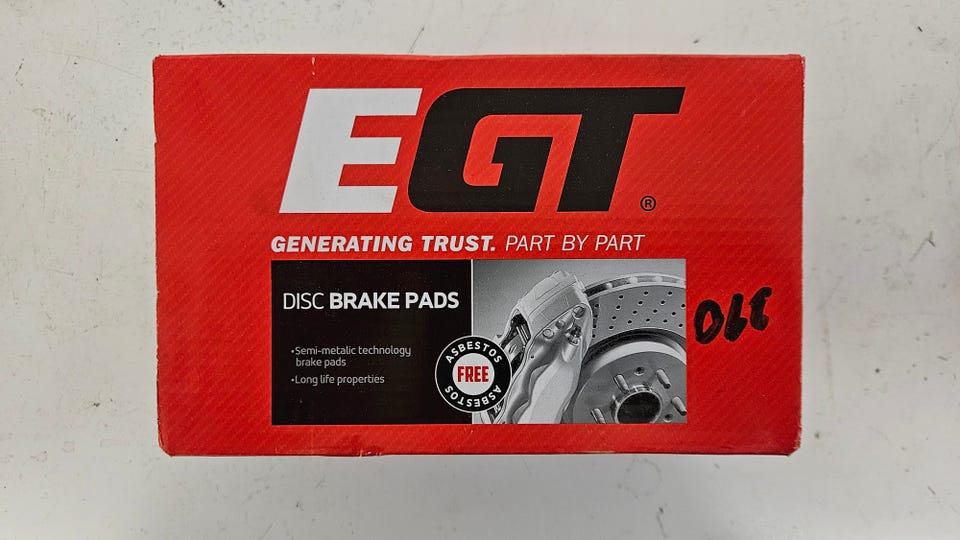 EGT®
GENERATING TRUST. PART BY PART
DISC BRAKE PADS
•Semi-metalic technology
brake pads
•Long life properties
ASBESTOS
FREE
ASBESTOS
390